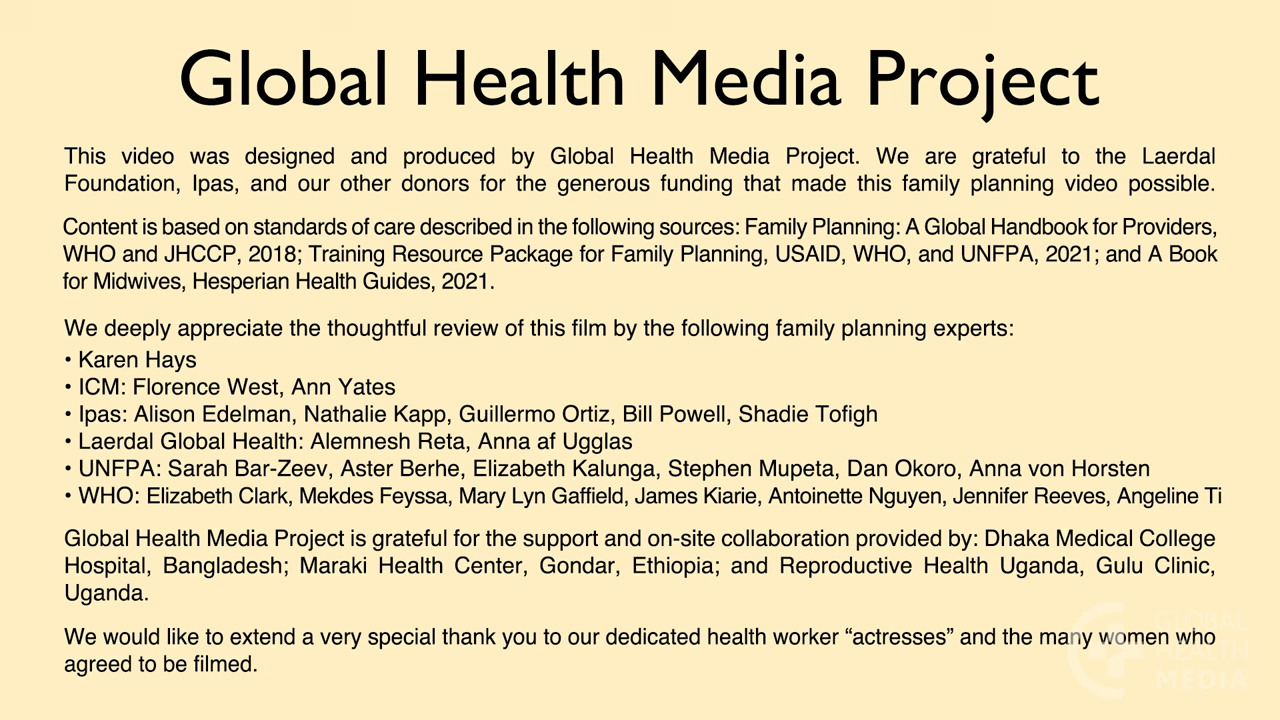 Global Health Media Project
This video was designed and produced by Global Health Media Project. We are grateful to the Laerdal
Foundation, Ipas, and our other donors for the generous funding that made this family planning video possible.
Content is based on standards of care described in the following sources: Family Planning: A Global Handbook for Providers,
WHO and JHCCP, 2018; Training Resource Package for Family Planning, USAID, WHO, and UNFPA, 2021; and A Book
for Midwives, Hesperian Health Guides, 2021.
We deeply appreciate the thoughtful review of this film by the following family planning experts:
• Karen Hays
• ICM: Florence West, Ann Yates
• Ipas: Alison Edelman, Nathalie Kapp, Guillermo Ortiz, Bill Powell, Shadie Tofigh
• Laerdal Global Health: Alemnesh Reta, Anna af Ugglas
• UNFPA: Sarah Bar-Zeev, Aster Berhe, Elizabeth Kalunga, Stephen Mupeta, Dan Okoro, Anna von Horsten
• WHO: Elizabeth Clark, Mekdes Feyssa, Mary Lyn Gaffield, James Kiarie, Antoinette Nguyen, Jennifer Reeves, Angeline Ti
Global Health Media Project is grateful for the support and on-site collaboration provided by: Dhaka Medical College
Hospital, Bangladesh; Maraki Health Center, Gondar, Ethiopia; and Reproductive Health Uganda, Gulu Clinic,
Uganda.
We would like to extend a very special thank you to our dedicated health worker “actresses” and the many women who
agreed to be filmed.
GLOBAL
HEALTH
MEDIA